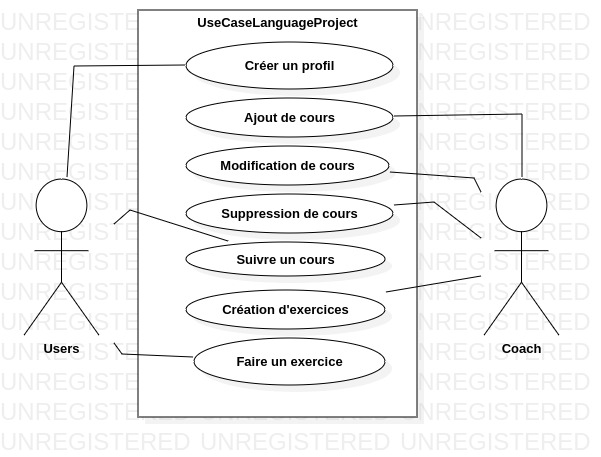 UseCaseLanguageProject
Créer un profil
Ajout de cours
Modification de cours
Suppression de cours
Suivre un cours
Création d'exercices
Faire un exercice
Users
Coach
UNREGISTERED UNREGISTERED UNREGISTERED